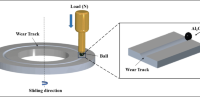 Load (N)
Wear Track
Ball
Sliding direction
Wear Track